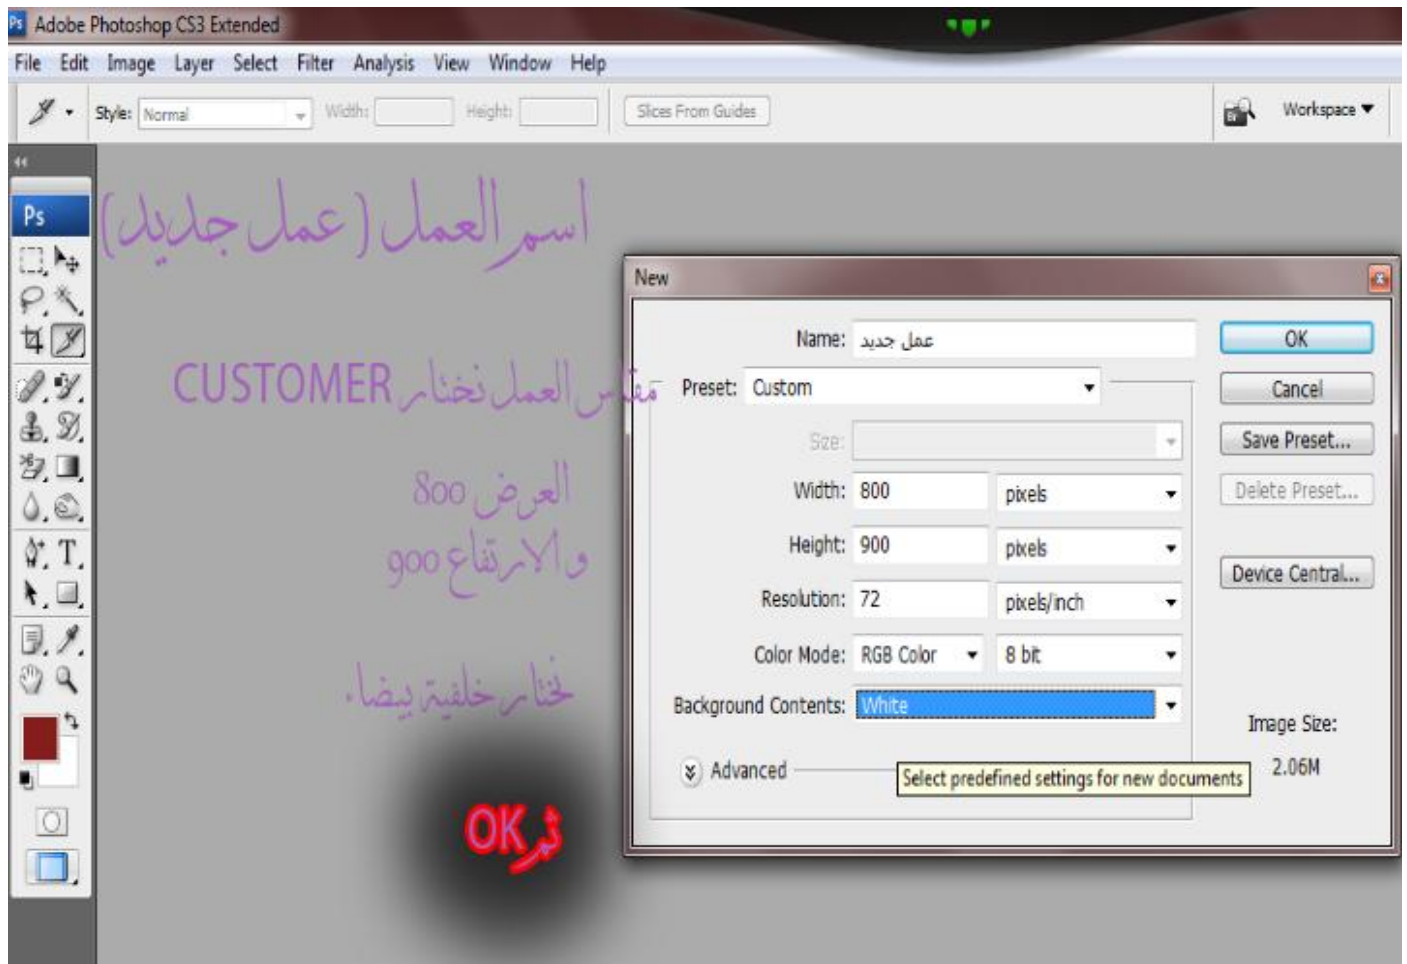 Ps Adobe Photoshop CS3 Extended
File Edit Image Layer Select Filter Analysis View Window Help
Style: Normal Width: Height: Slices From Guides Workspace
Ps
اسم العمل (عمل جديد)
مقاس العمل نختار CUSTOMER
العرض 800
والارتفاع 900
نختار خلفية بيضاء
ثم OK
New
Name: عمل جديد
OK
Preset: Custom
Cancel
Size:
Save Preset...
Width: 800 pixels
Delete Preset...
Height: 900 pixels
Device Central...
Resolution: 72 pixels/inch
Color Mode: RGB Color 8 bit
Background Contents: White
Image Size:
2.06M
Advanced
Select predefined settings for new documents